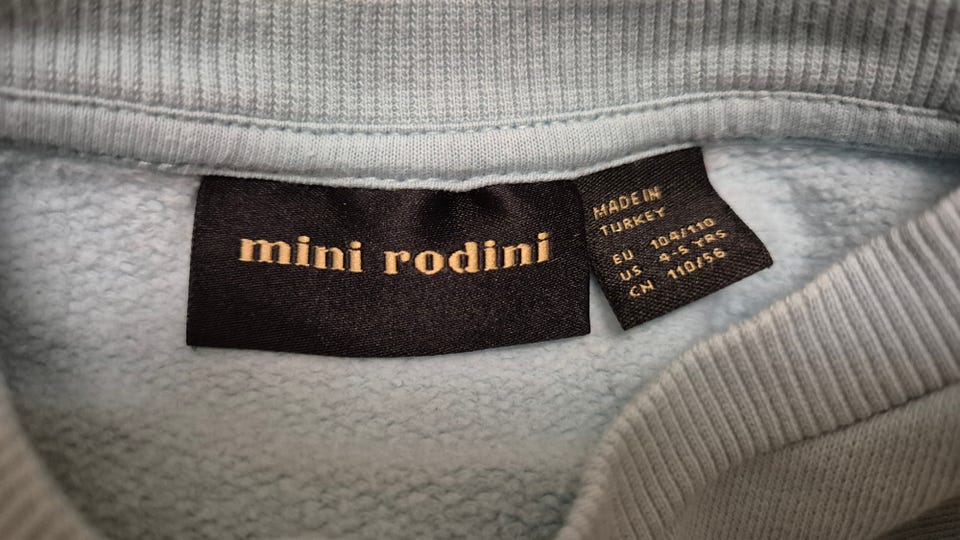 mini rodini
MADE IN
TURKEY
EU 104/110
US 4-5 YRS
CN 110/56